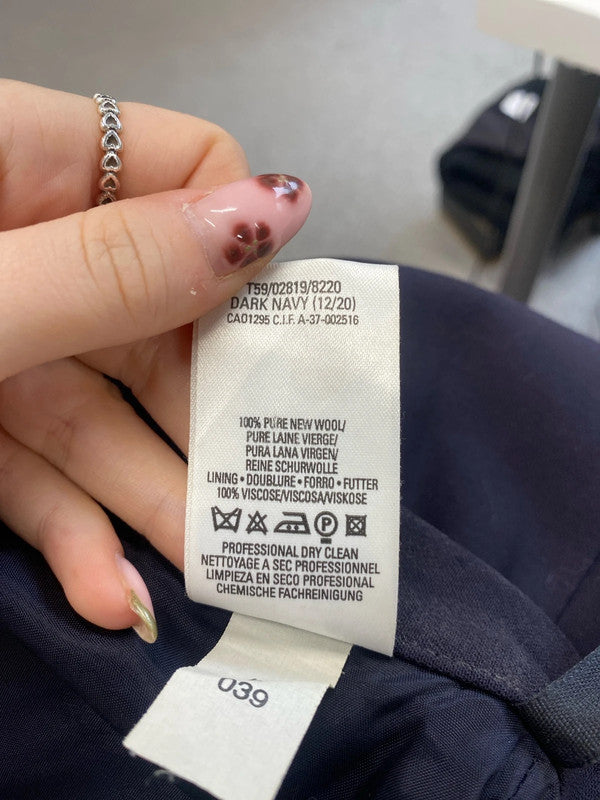 T59/02819/8220
DARK NAVY (12/20)
CA01295 C.I.F. A-37-002516
100% PURE NEW WOOL/
PURE LAINE VIERGE/
PURA LANA VIRGEN/
REINE SCHURWOLLE
LINING • DOUBLURE • FORRO • FUTTER
100% VISCOSE/VISCOSA/VISKOSE
P
PROFESSIONAL DRY CLEAN
NETTOYAGE A SEC PROFESSIONNEL
LIMPIEZA EN SECO PROFESIONAL
CHEMISCHE FACHREINIGUNG
039